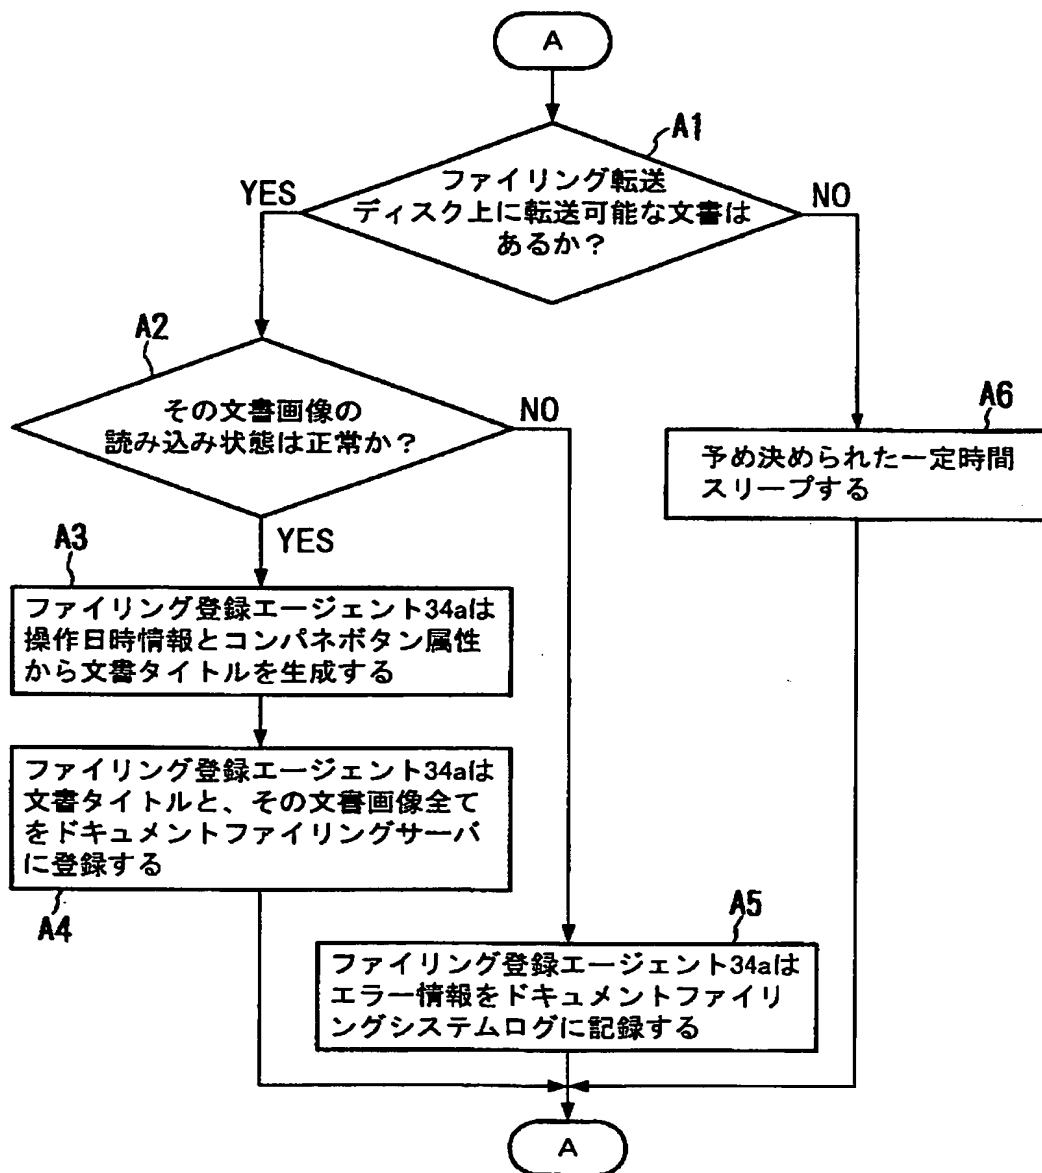 A
A1
ファイリング転送
ディスク上に転送可能な文書は
あるか？
YES
NO
A2
その文書画像の
読み込み状態は正常か？
NO
YES
A6
予め決められた一定時間
スリープする
A3
ファイリング登録エージェント34aは
操作日時情報とコンパネボタン属性
から文書タイトルを生成する
ファイリング登録エージェント34aは
文書タイトルと、その文書画像全て
をドキュメントファイリングサーバ
に登録する
A4
A5
ファイリング登録エージェント34aは
エラー情報をドキュメントファイリ
ングシステムログに記録する
A